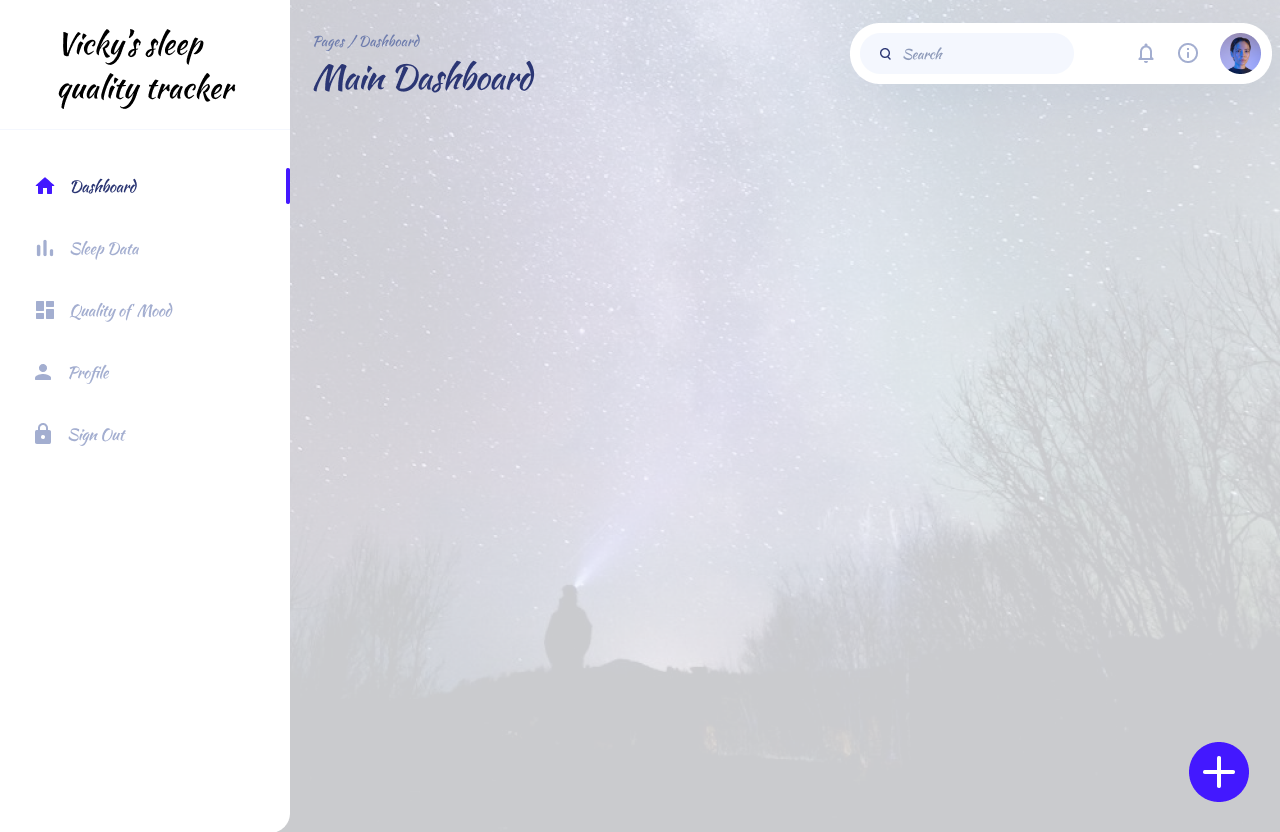 Vicky's sleep
quality tracker
Pages / Dashboard
Main Dashboard
Search
Dashboard
Sleep Data
Quality of Mood
Profile
Sign Out